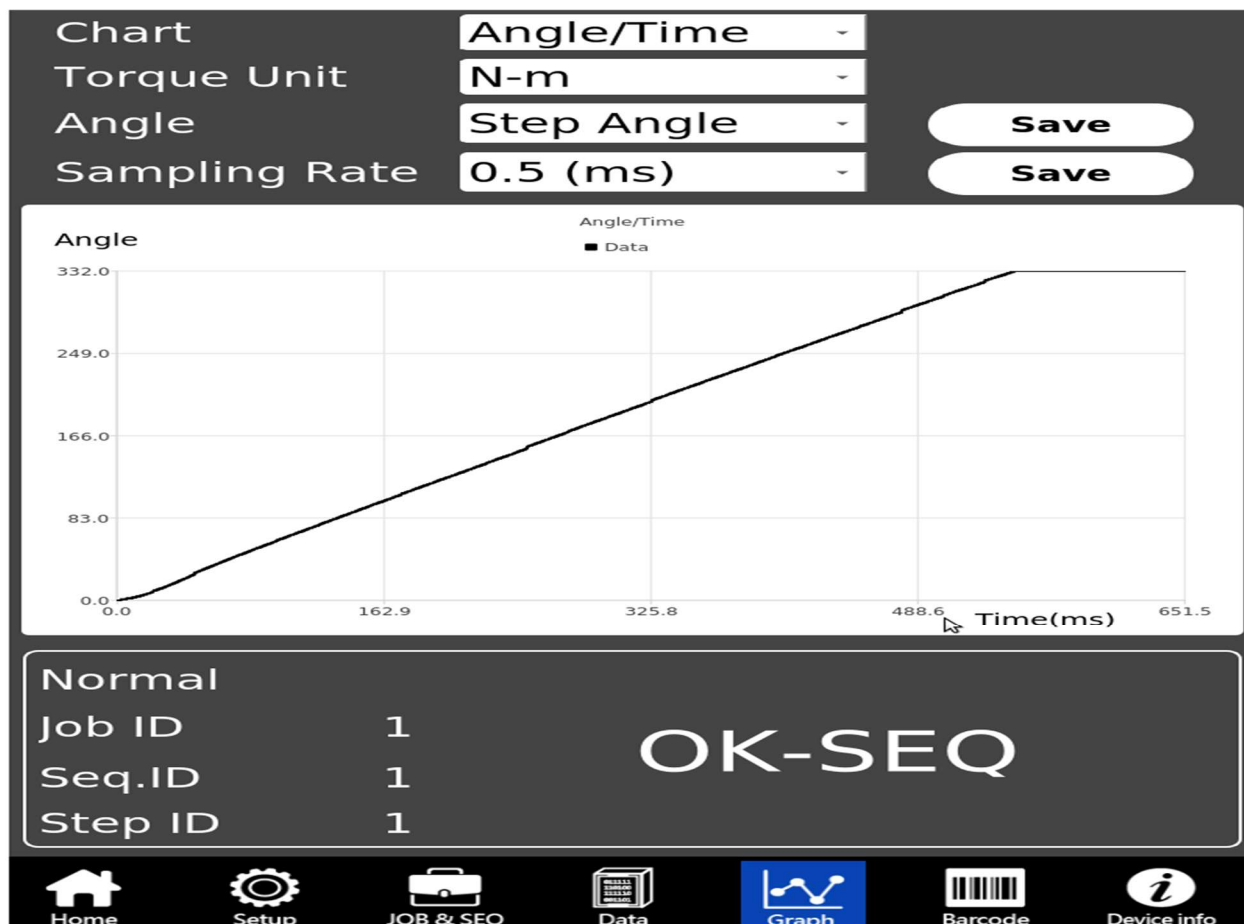 Chart Angle/Time
Torque Unit N-m
Angle Step Angle Save
Sampling Rate 0.5 (ms) Save
Angle/Time
Angle
Data
332.0
249.0
166.0
83.0
0.0
0.0 162.9 325.8 488.6 651.5
Time(ms)
Normal
Job ID 1
OK-SEQ
Seq.ID 1
Step ID 1
Home Setup JOB & SEQ Data Graph Barcode Device info